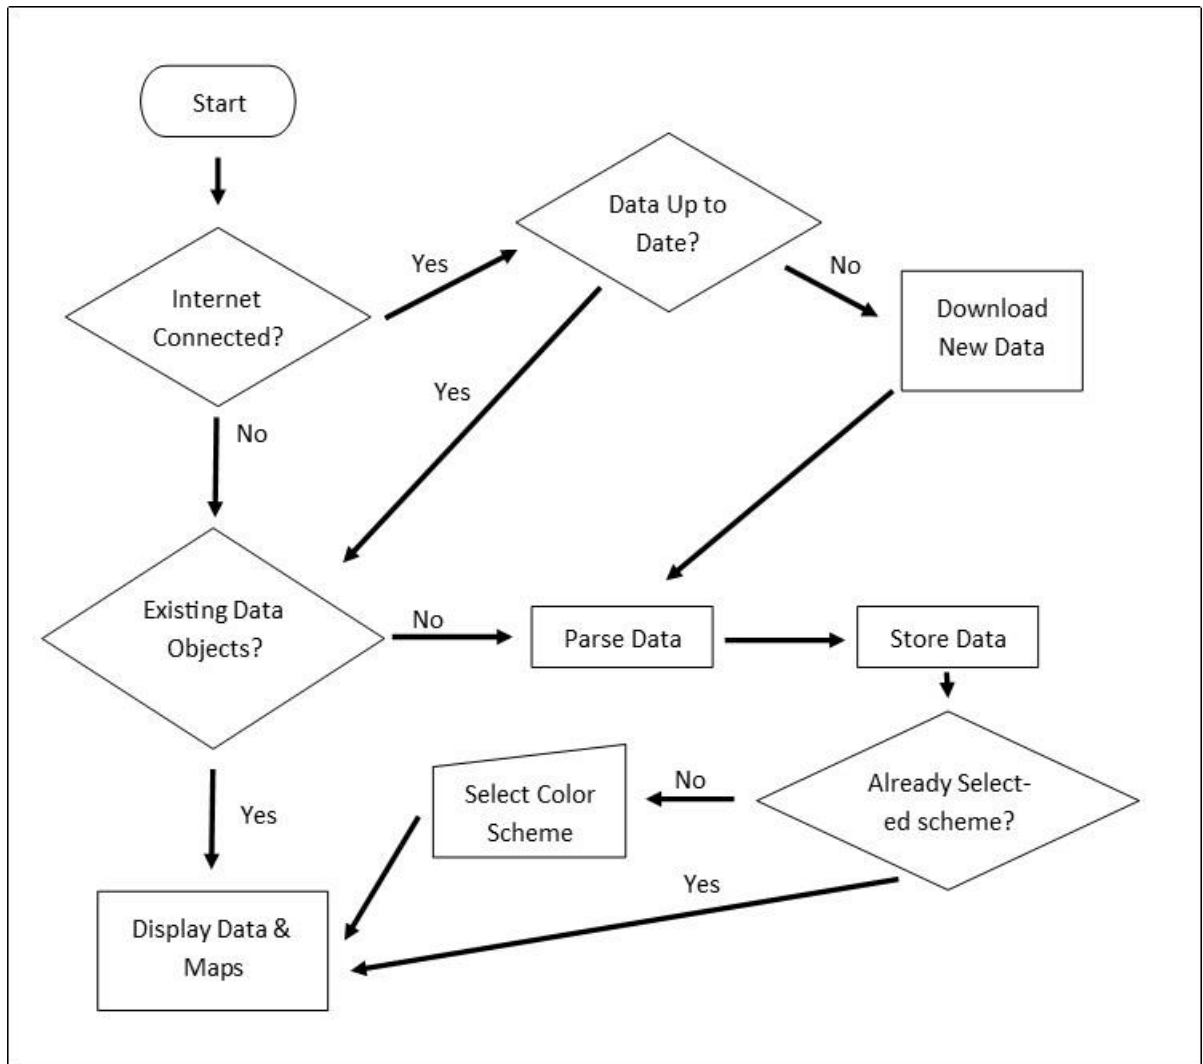 Start
Data Up to
Date?
Yes
No
Internet
Connected?
Download
New Data
Yes
No
Existing Data
Objects?
No
Parse Data
Store Data
Already Select-
ed scheme?
No
Select Color
Scheme
Yes
Yes
Display Data &
Maps